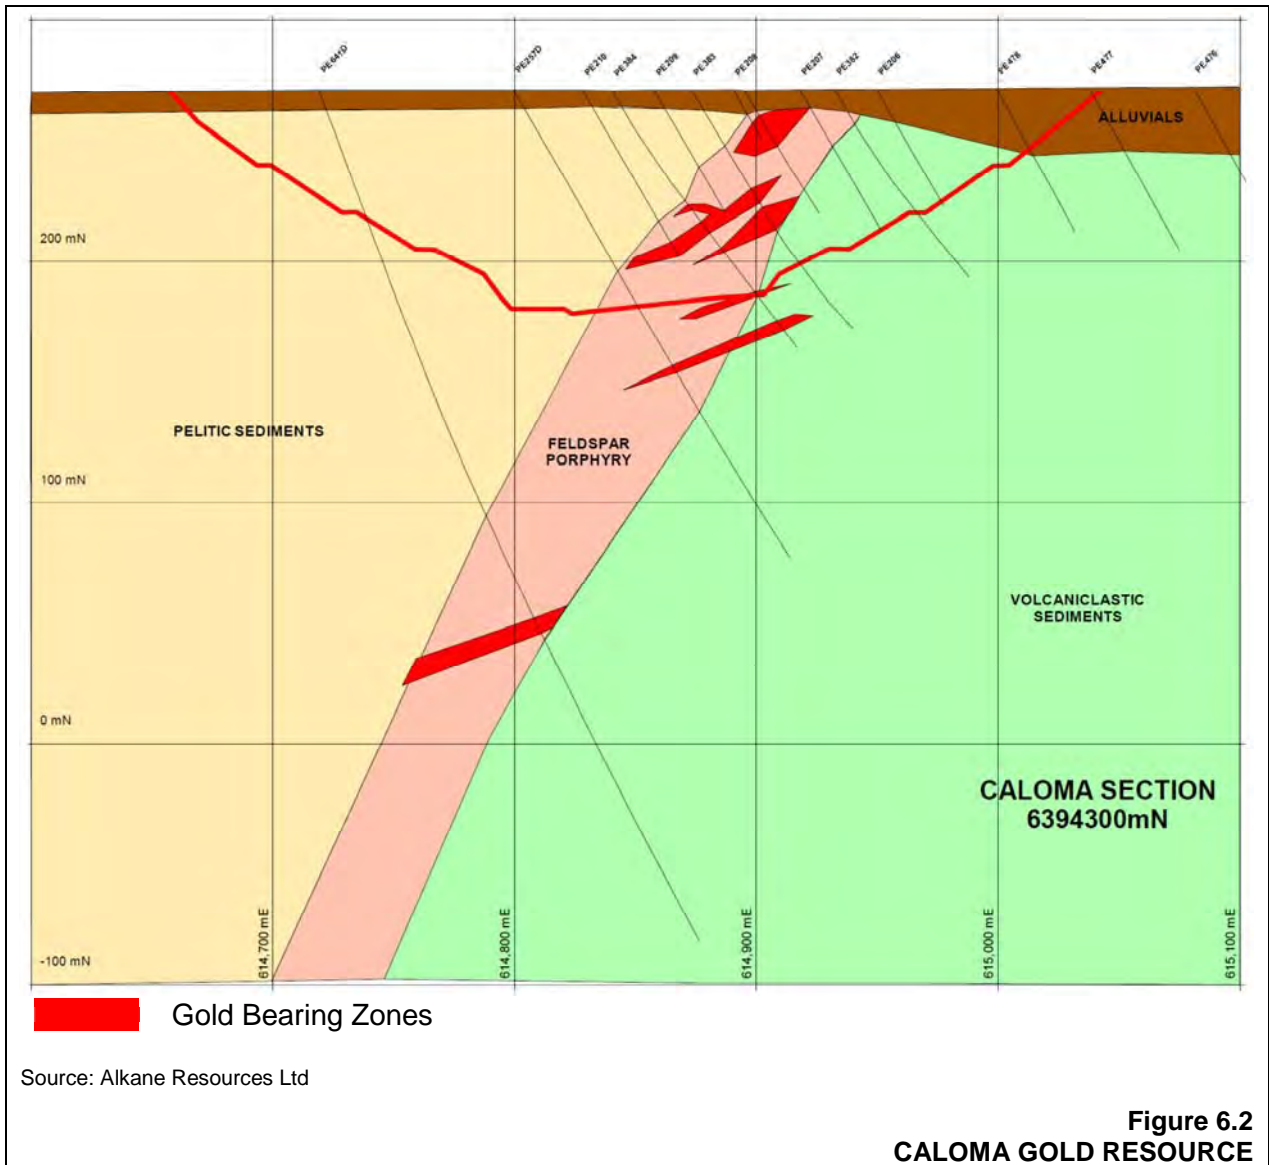 PE641D
PE257D
PE210
PE384
PE209
PE383
PE208
PE207
PE382
PE206
PE478
PE477
PE476
ALLUVIALS
200 mN
PELITIC SEDIMENTS
FELDSPAR
PORPHYRY
100 mN
VOLCANICLASTIC
SEDIMENTS
0 mN
CALOMA SECTION
6394300mN
-100 mN
614,700 mE
614,800 mE
614,900 mE
615,000 mE
615,100 mE
Gold Bearing Zones
Source: Alkane Resources Ltd
Figure 6.2
CALOMA GOLD RESOURCE